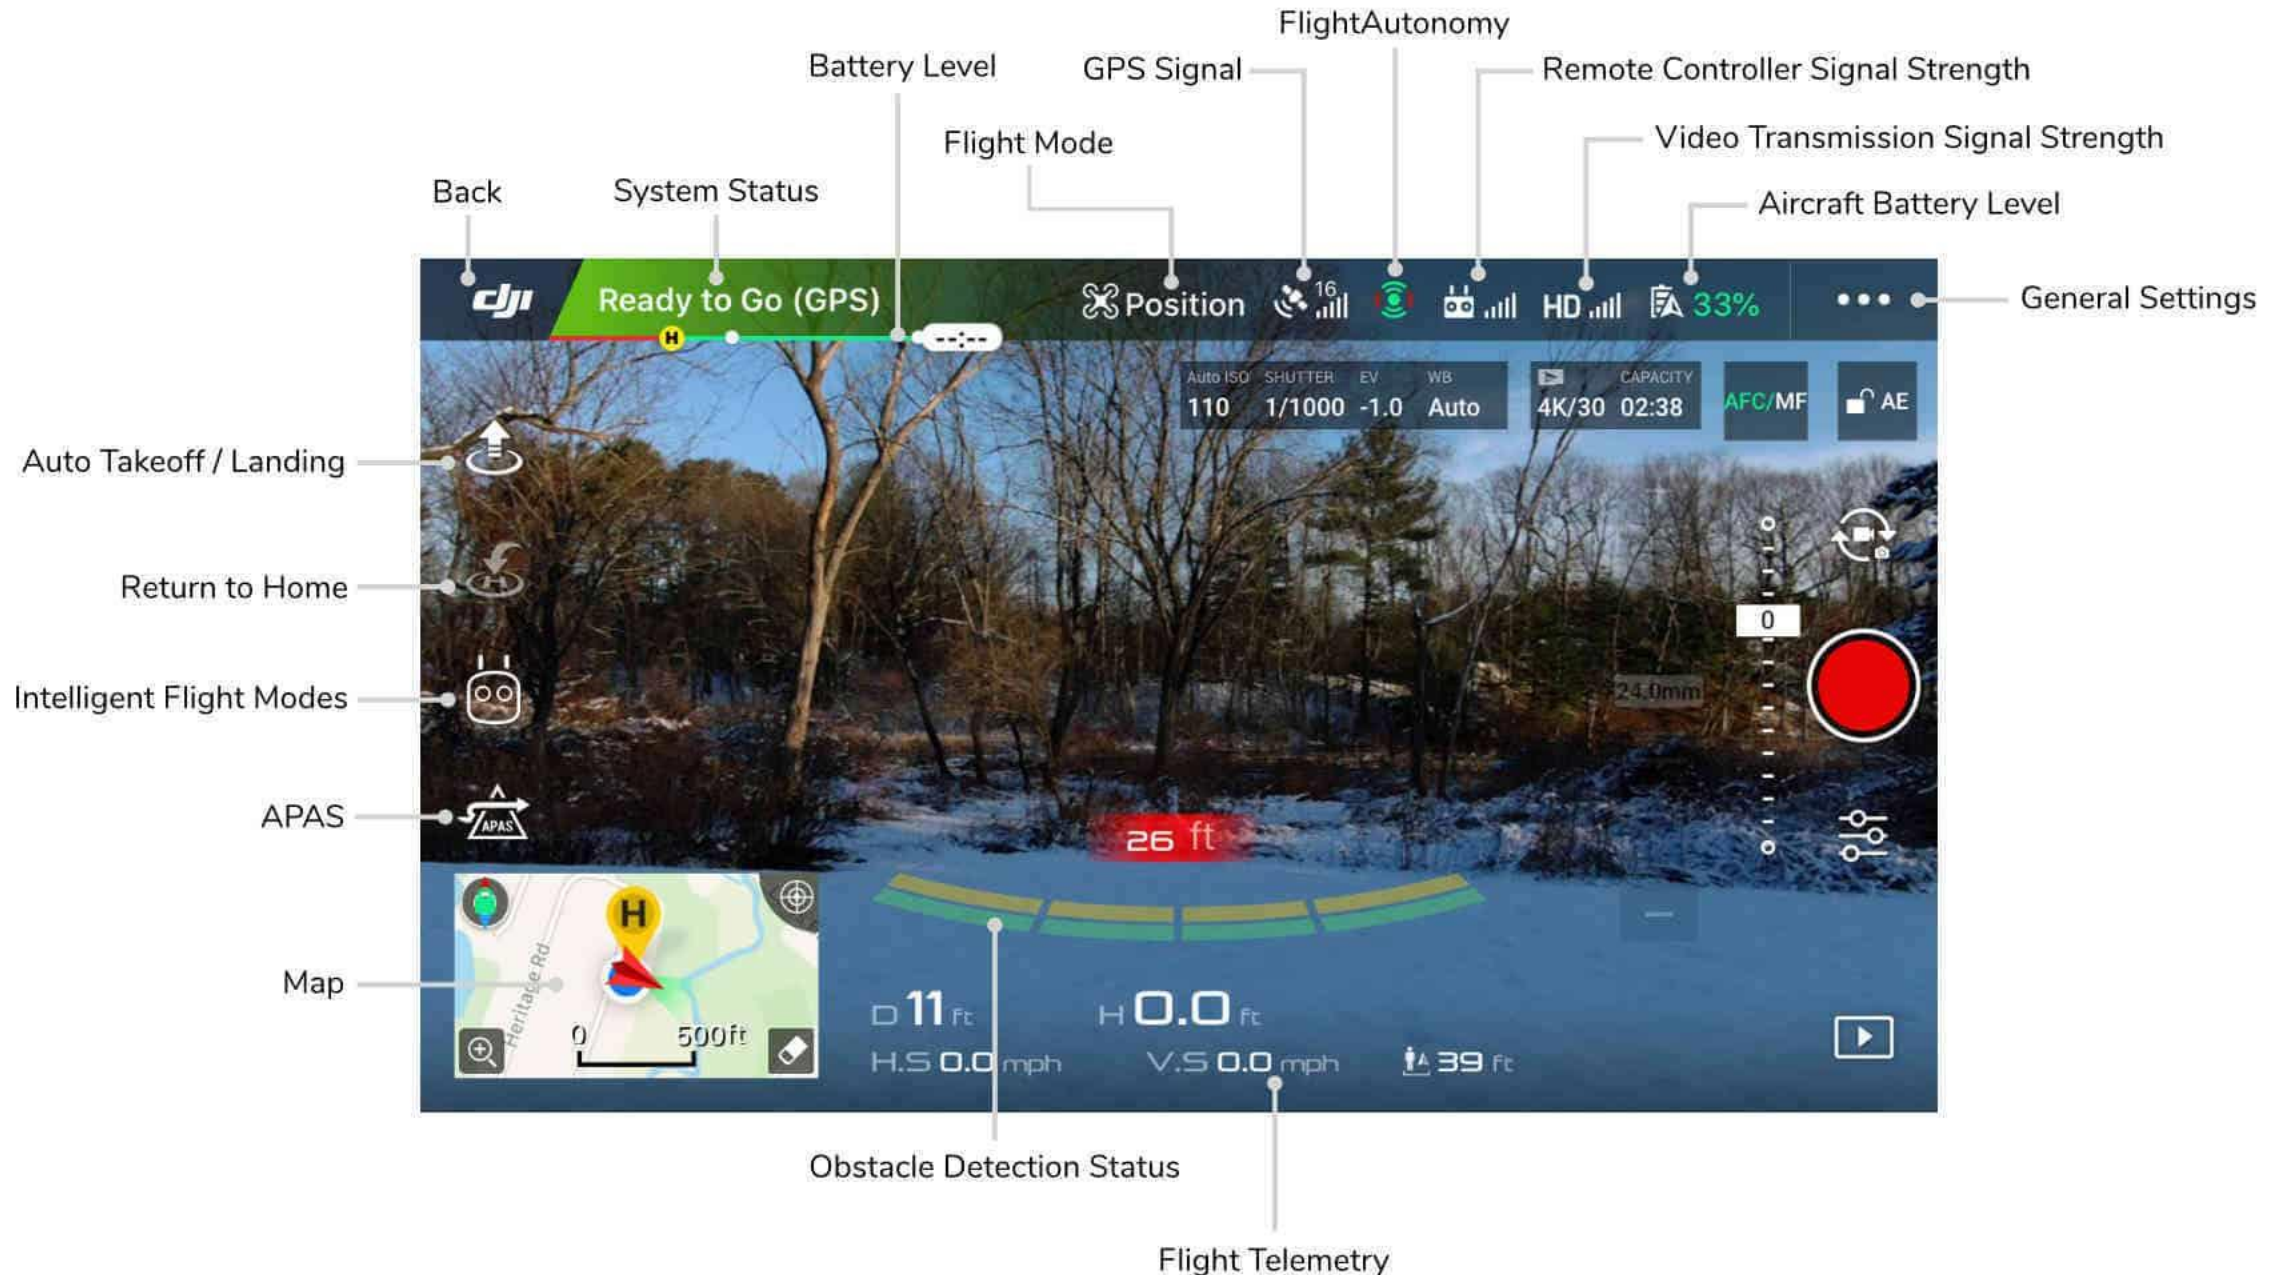 FlightAutonomy
Battery Level
GPS Signal
Remote Controller Signal Strength
Flight Mode
Video Transmission Signal Strength
Back
System Status
Aircraft Battery Level
dji
Ready to Go (GPS)
Position
16
HD
33%
General Settings
H
--:--
Auto ISO SHUTTER EV WB
110 1/1000 -1.0 Auto
CAPACITY
4K/30 02:38
AFC/MF
AE
Auto Takeoff / Landing
Return to Home
H
0
Intelligent Flight Modes
24.0mm
APAS
APAS
26 ft
H
Map
Heritage Rd
0 500ft
D 11 ft
H 0.0 ft
H.S 0.0 mph
V.S 0.0 mph
39 ft
Obstacle Detection Status
Flight Telemetry